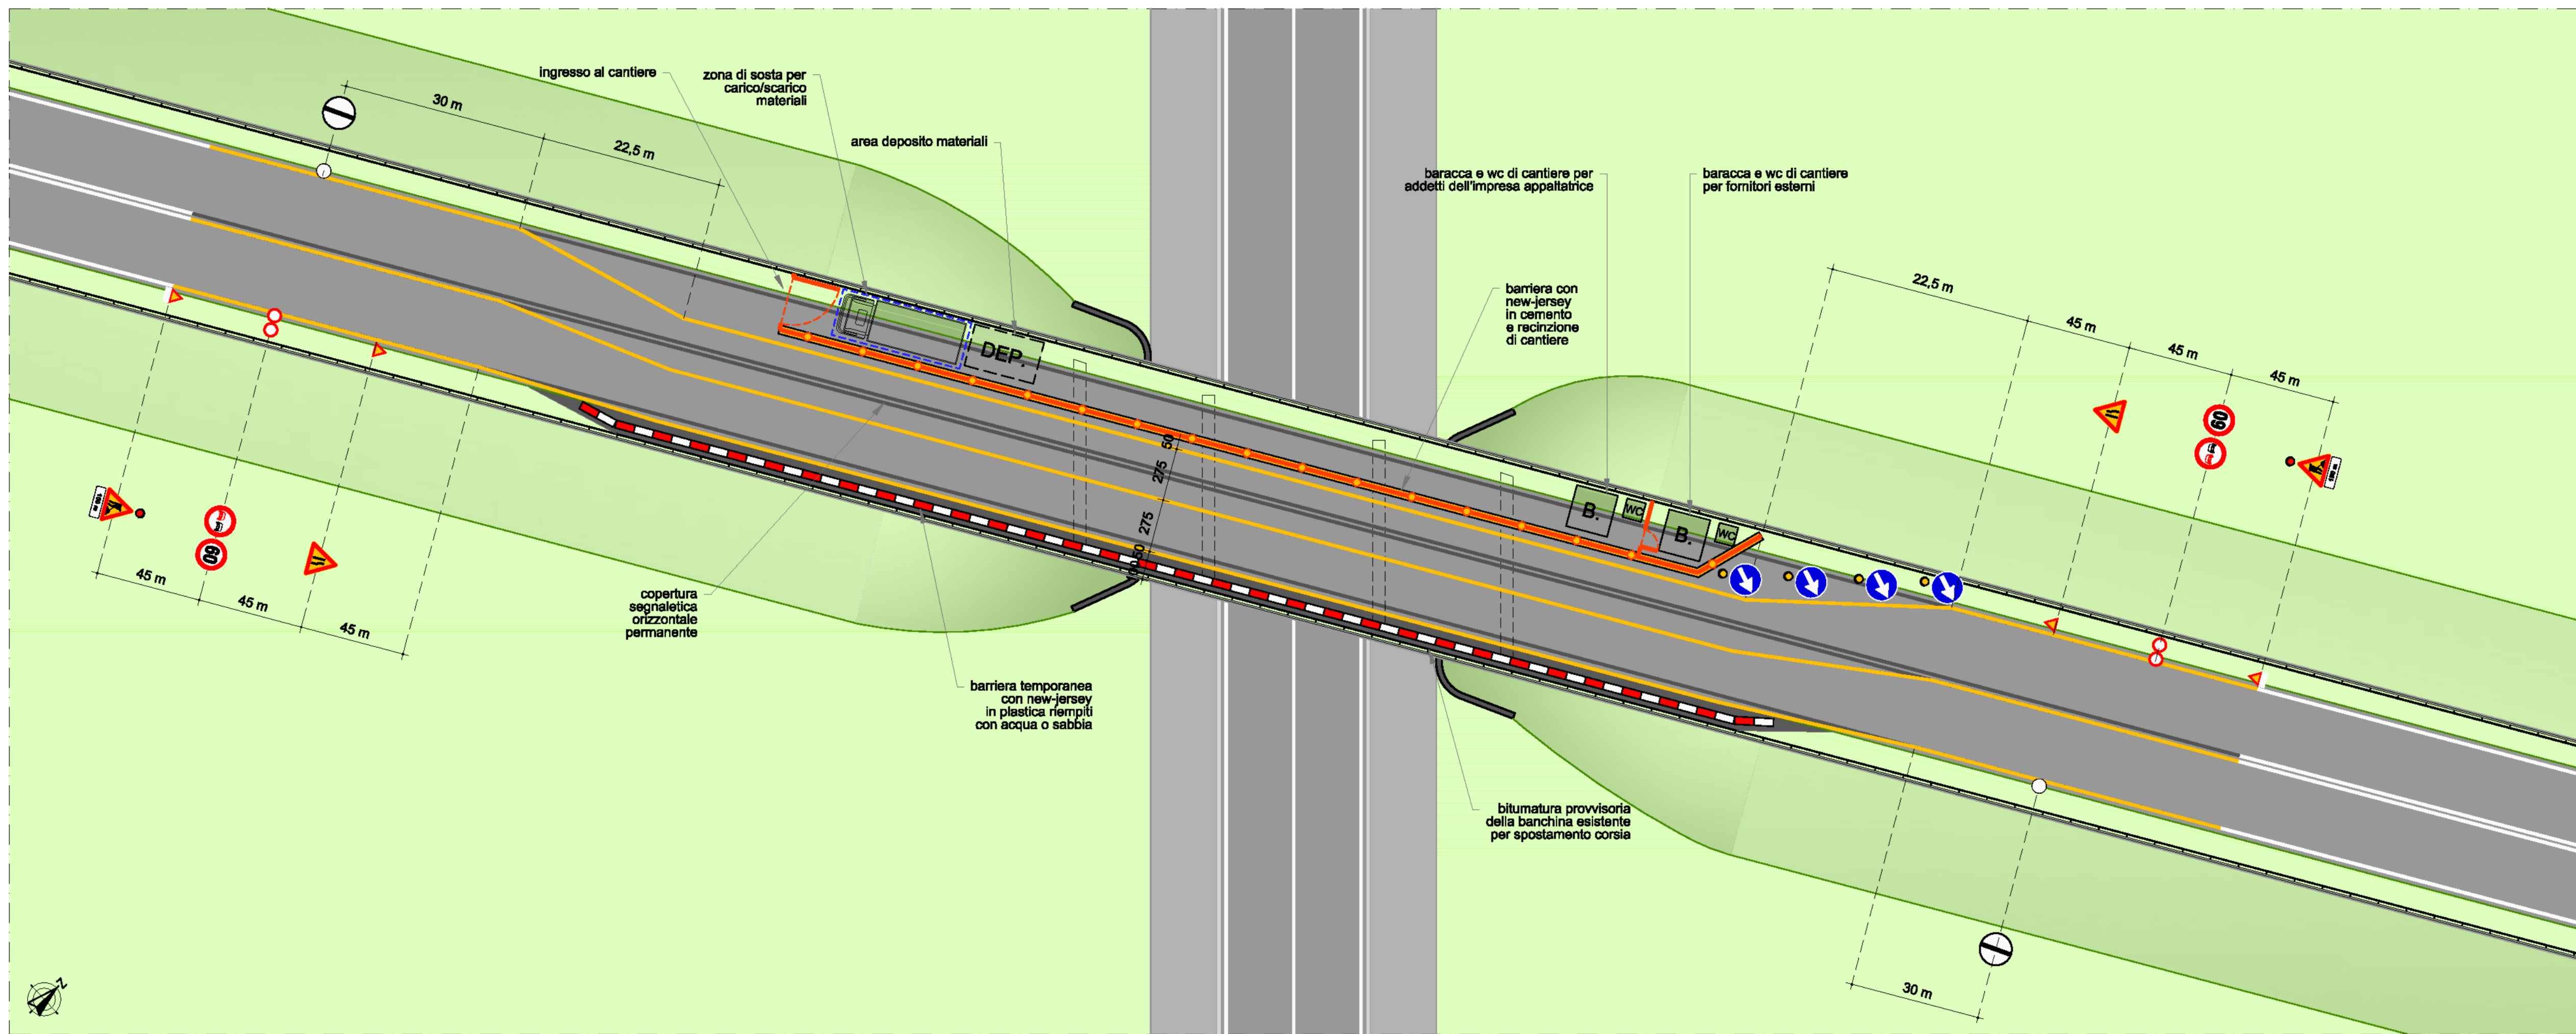 ingresso al cantiere
zona di sosta per
carico/scarico
materiali
30 m
22,5 m
area deposito materiali
baracca e wc di cantiere per
addetti dell'impresa appaltatrice
baracca e wc di cantiere
per fornitori esterni
barriera con
new-jersey
in cemento
e recinzione
di cantiere
22,5 m
45 m
45 m
45 m
DEP.
60
50
275
275
50
B.
WC
B.
WC
60
45 m
45 m
45 m
copertura
segnaletica
orizzontale
permanente
barriera temporanea
con new-jersey
in plastica riempiti
con acqua o sabbia
bitumatura provvisoria
della banchina esistente
per spostamento corsia
30 m